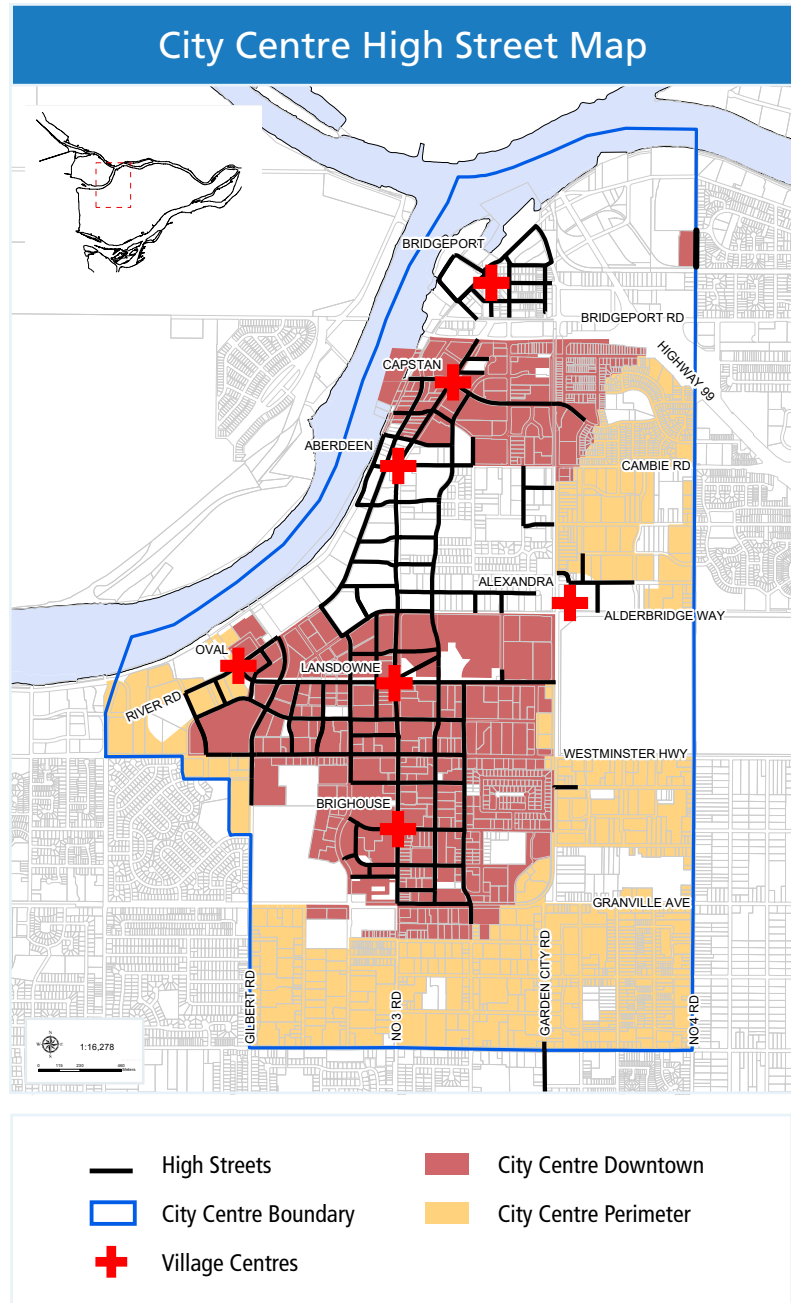 City Centre High Street Map
BRIDGEPORT
BRIDGEPORT RD
HIGHWAY 99
CAPSTAN
ABERDEEN
CAMBIE RD
ALEXANDRA
ALDERBRIDGE WAY
OVAL
LANSDOWNE
RIVER RD
WESTMINSTER HWY
BRIGHOUSE
GRANVILLE AVE
GILBERT RD
NO 3 RD
GARDEN CITY RD
NO 4 RD
1:16,278
Meters
High Streets
City Centre Downtown
City Centre Boundary
City Centre Perimeter
Village Centres